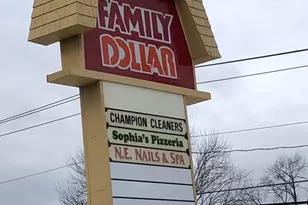 FAMILY
DOLLAR
CHAMPION CLEANERS
Sophia's Pizzeria
N.E. NAILS & SPA